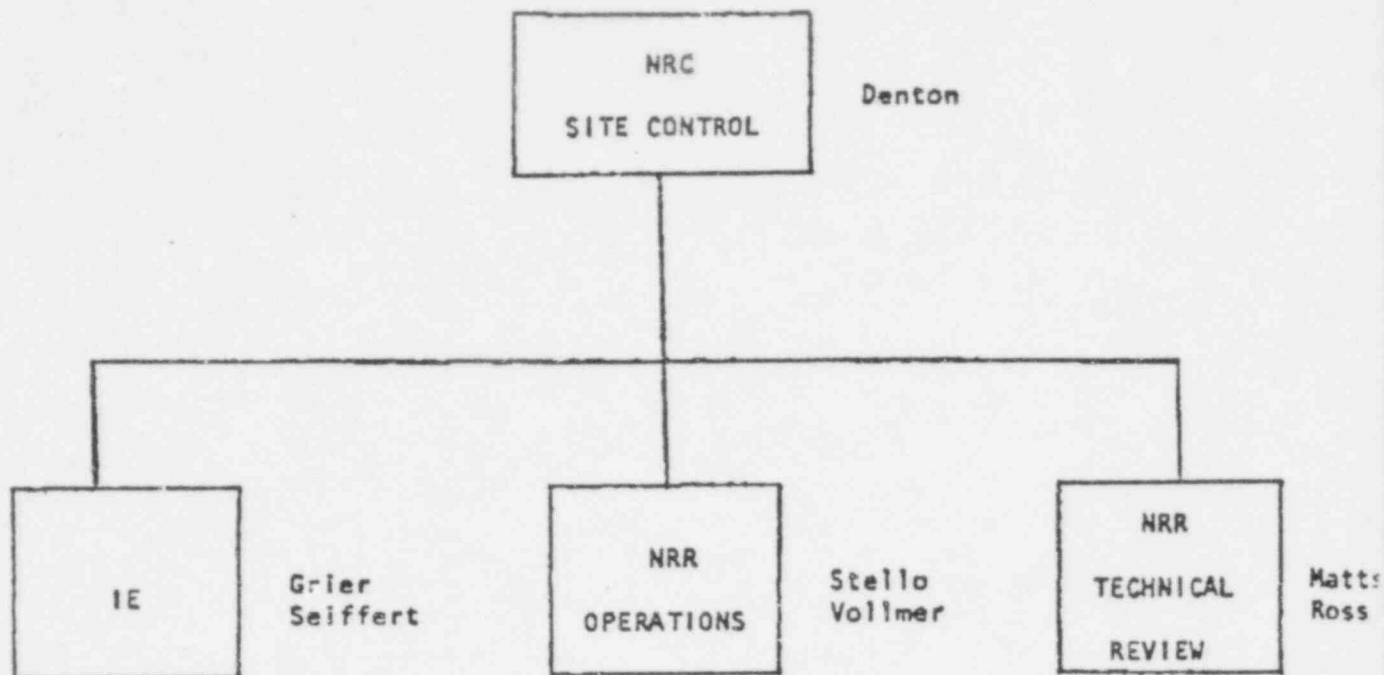 NRC
SITE CONTROL
Denton
IE
Grier
Seiffert
NRR
OPERATIONS
Stello
Vollmer
NRR
TECHNICAL
REVIEW
Ross